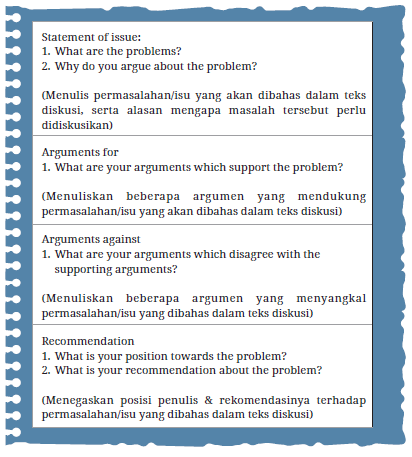 Statement of issue:
1. What are the problems?
2. Why do you argue about the problem?
(Menulis permasalahan/isu yang akan dibahas dalam teks
diskusi, serta alasan mengapa masalah tersebut perlu
didiskusikan)
Arguments for
1. What are your arguments which support the problem?
(Menuliskan beberapa argumen yang mendukung
permasalahan/isu yang akan dibahas dalam teks diskusi)
Arguments against
1. What are your arguments which disagree with the
supporting arguments?
(Menuliskan beberapa argumen yang menyangkal
permasalahan/isu yang dibahas dalam teks diskusi)
Recommendation
1. What is your position towards the problem?
2. What is your recommendation about the problem?
(Menegaskan posisi penulis & rekomendasinya terhadap
permasalahan/isu yang dibahas dalam teks diskusi)